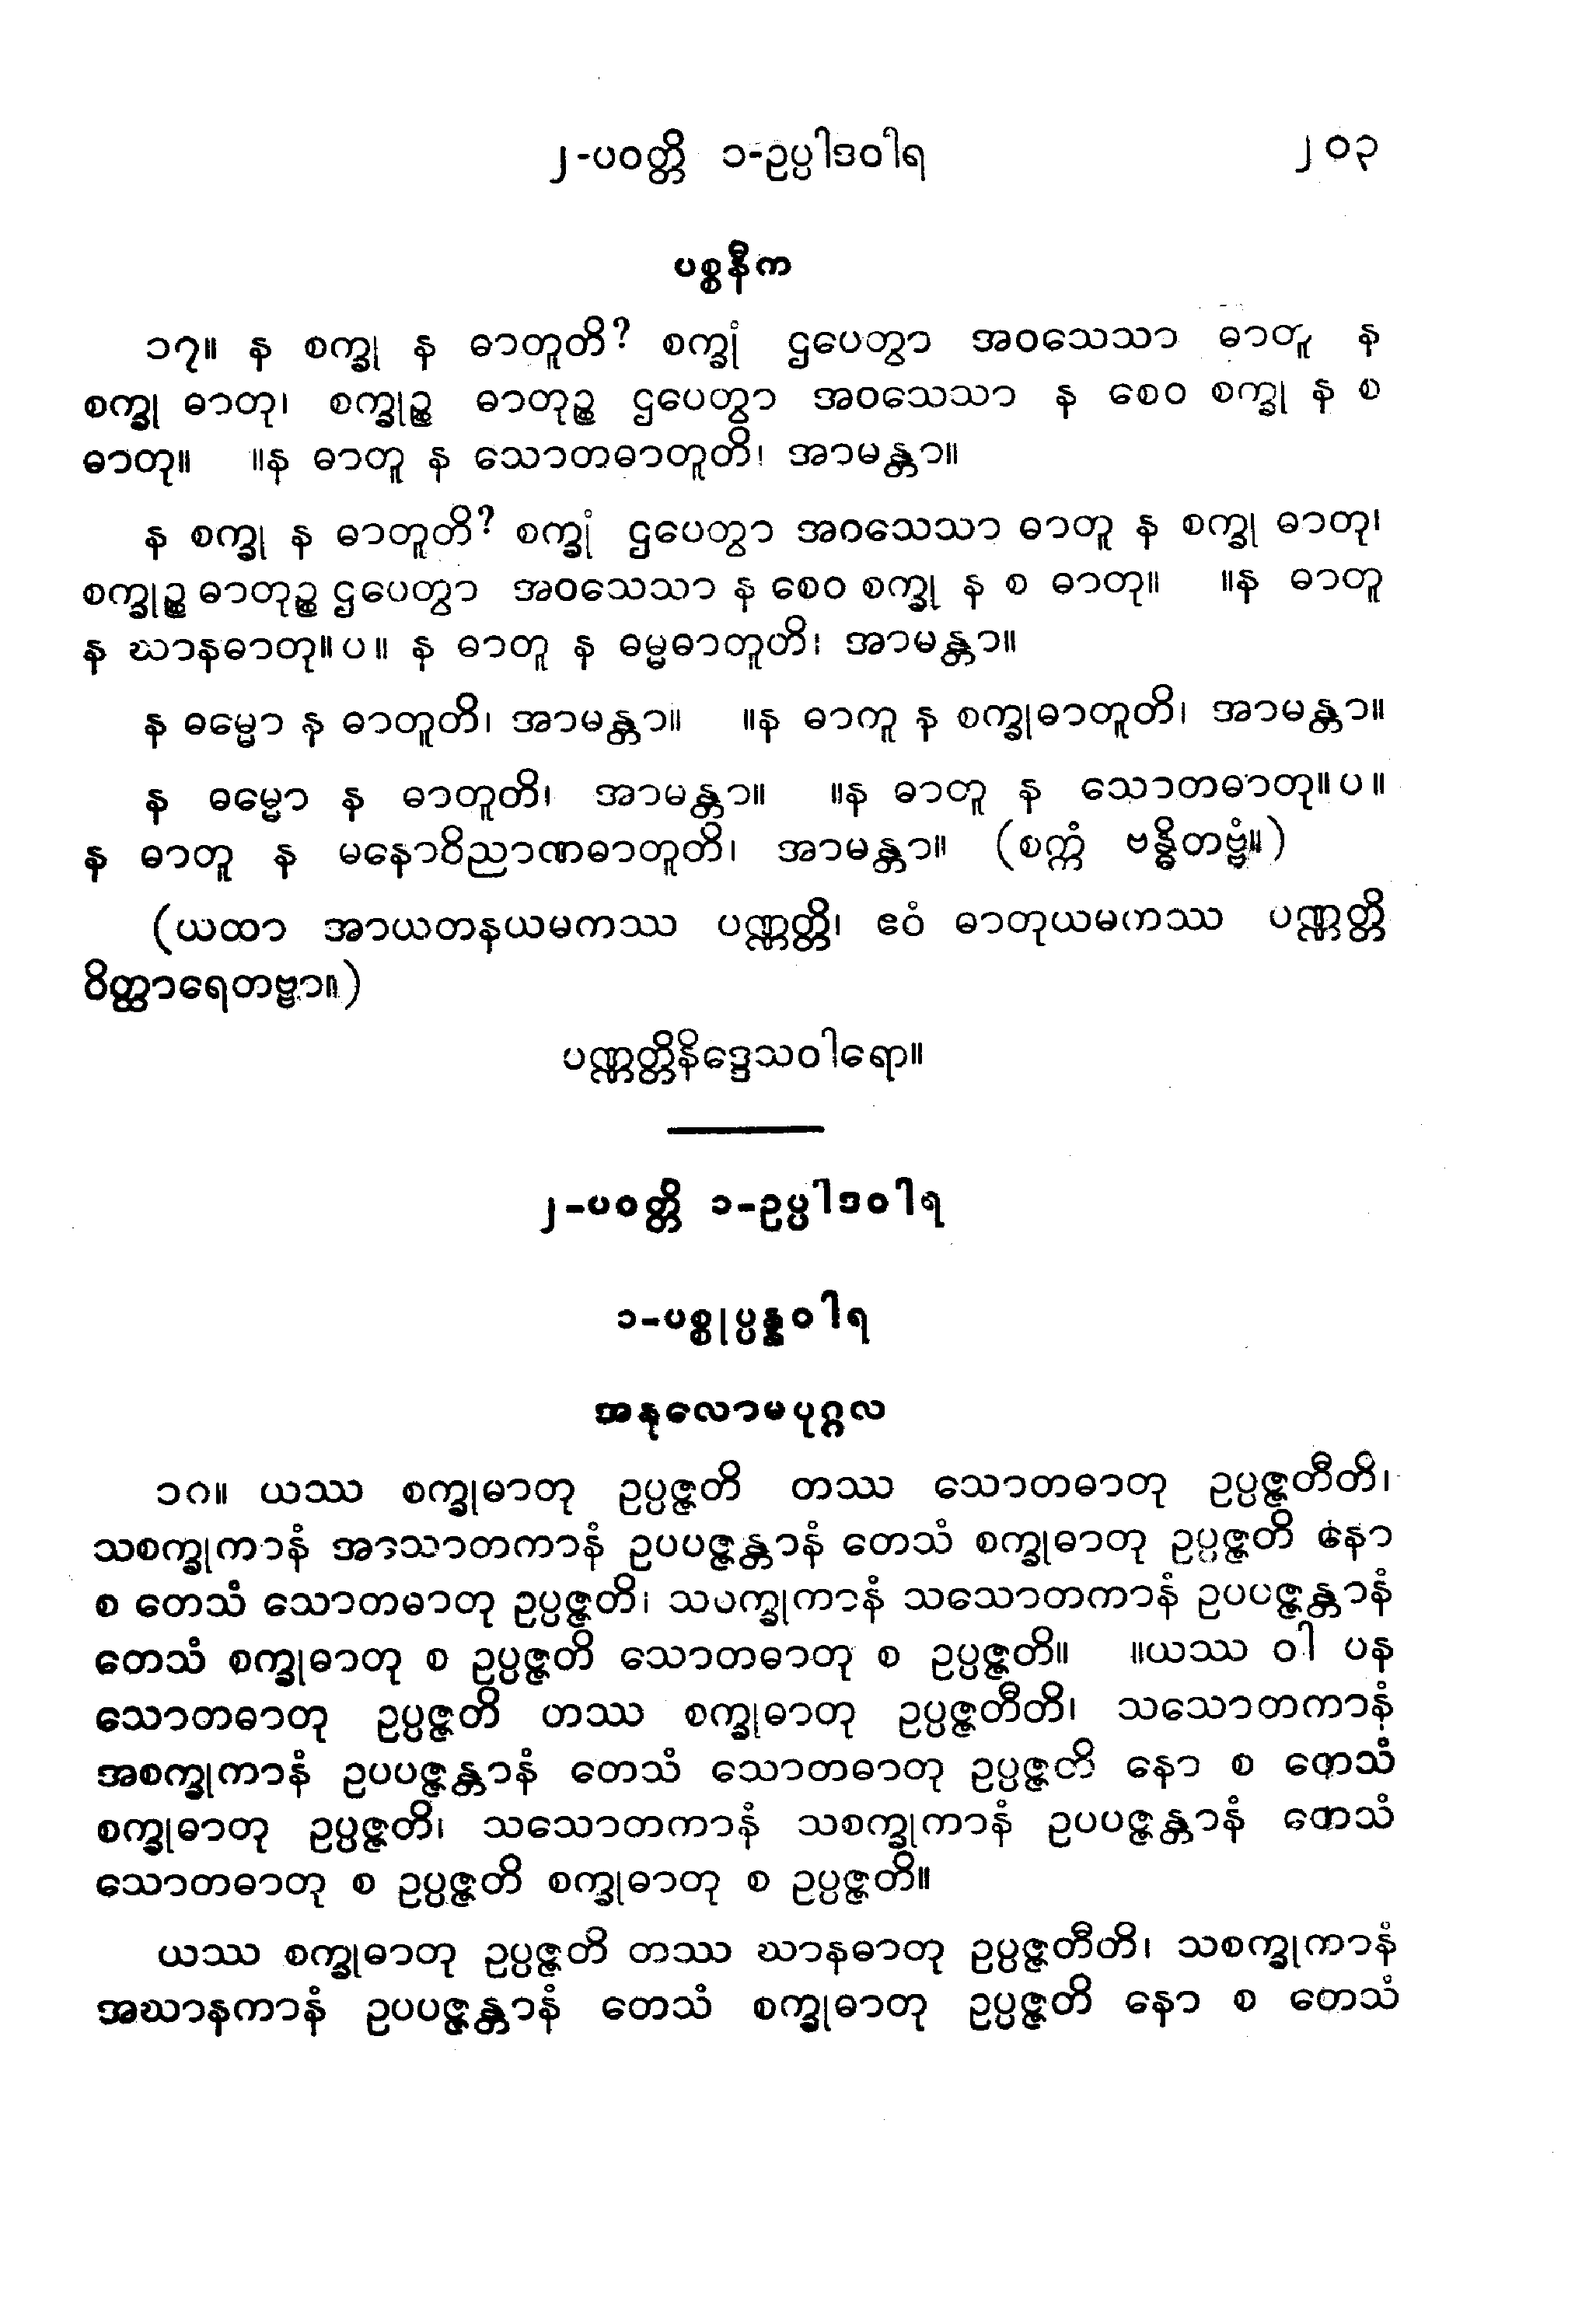 ၂-ပဝတ္တိ ၁-ဥပ္ပါဒဝါရ ၂၀၃
ပစ္စနီက
၁၇။ န စက္ခု န ဓာတူတိ? စက္ခုံ ဌပေတွာ အဝသေသာ ဓာတူ န
စက္ခု ဓာတု၊ စက္ခုဉ္စ ဓာတုဉ္စ ဌပေတွာ အဝသေသာ န စေဝ စက္ခု န စ
ဓာတု။ ။န ဓာတူ န သောတဓာတူတိ၊ အာမန္တာ။
န စက္ခု န ဓာတူတိ? စက္ခုံ ဌပေတွာ အဝသေသာ ဓာတူ န စက္ခု ဓာတု၊
စက္ခုဉ္စ ဓာတုဉ္စ ဌပေတွာ အဝသေသာ န စေဝ စက္ခု န စ ဓာတု။ ။န ဓာတူ
န ဃာနဓာတု။ပ။ န ဓာတူ န ဓမ္မဓာတူတိ၊ အာမန္တာ။
န ဓမ္မော န ဓာတူတိ၊ အာမန္တာ။ ။န ဓာတူ န စက္ခုဓာတူတိ၊ အာမန္တာ။
န ဓမ္မော န ဓာတူတိ၊ အာမန္တာ။ ။န ဓာတူ န သောတဓာတု။ပ။
န ဓာတူ န မနောဝိညာဏဓာတူတိ၊ အာမန္တာ။ (စက္ကံ ဗန္ဓိတဗ္ဗံ။)
(ယထာ အာယတနယမကဿ ပဏ္ဏတ္တိ၊ ဧဝံ ဓာတုယမကဿ ပဏ္ဏတ္တိ
ဝိတ္ထာရေတဗ္ဗာ။)
ပဏ္ဏတ္တိနိဒ္ဒေသဝါရော။
၂-ပဝတ္တိ ၁-ဥပ္ပါဒဝါရ
၁-ပစ္စုပ္ပန္နဝါရ
အနုလောမပုဂ္ဂလ
၁၈။ ယဿ စက္ခုဓာတု ဥပ္ပဇ္ဇတိ တဿ သောတဓာတု ဥပ္ပဇ္ဇတီတိ၊
သစက္ခုကာနံ အသောတကာနံ ဥပပဇ္ဇန္တာနံ တေသံ စက္ခုဓာတု ဥပ္ပဇ္ဇတိ နော
စ တေသံ သောတဓာတု ဥပ္ပဇ္ဇတိ၊ သစက္ခုကာနံ သသောတကာနံ ဥပပဇ္ဇန္တာနံ
တေသံ စက္ခုဓာတု စ ဥပ္ပဇ္ဇတိ သောတဓာတု စ ဥပ္ပဇ္ဇတိ။ ။ယဿ ဝါ ပန
သောတဓာတု ဥပ္ပဇ္ဇတိ တဿ စက္ခုဓာတု ဥပ္ပဇ္ဇတီတိ၊ သသောတကာနံ
အစက္ခုကာနံ ဥပပဇ္ဇန္တာနံ တေသံ သောတဓာတု ဥပ္ပဇ္ဇတိ နော စ တေသံ
စက္ခုဓာတု ဥပ္ပဇ္ဇတိ၊ သသောတကာနံ သစက္ခုကာနံ ဥပပဇ္ဇန္တာနံ တေသံ
သောတဓာတု စ ဥပ္ပဇ္ဇတိ စက္ခုဓာတု စ ဥပ္ပဇ္ဇတိ။
ယဿ စက္ခုဓာတု ဥပ္ပဇ္ဇတိ တဿ ဃာနဓာတု ဥပ္ပဇ္ဇတီတိ၊ သစက္ခုကာနံ
အဃာနကာနံ ဥပပဇ္ဇန္တာနံ တေသံ စက္ခုဓာတု ဥပ္ပဇ္ဇတိ နော စ တေသံ